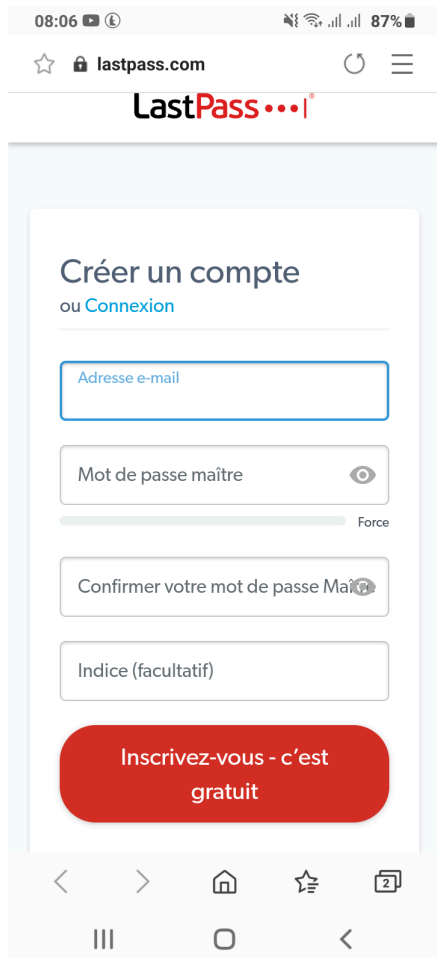 08:06
87%
lastpass.com
LastPass
Créer un compte
ou Connexion
Adresse e-mail
Mot de passe maître
Force
Confirmer votre mot de passe Maître
Indice (facultatif)
Inscrivez-vous - c’est
gratuit
2